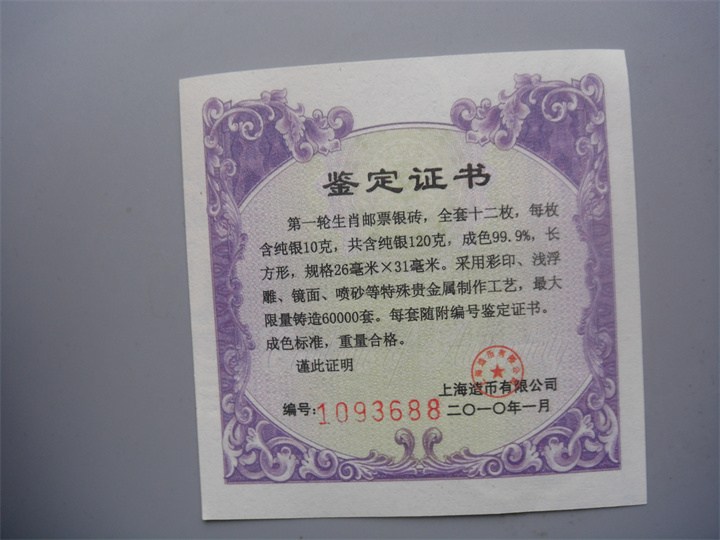 鉴定证书
第一轮生肖邮票银砖，全套十二枚，每枚
含纯银10克，共含纯银120克，成色99.9%，长
方形，规格26毫米×31毫米。采用彩印、浅浮
雕、镜面、喷砂等特殊贵金属制作工艺，最大
限量铸造60000套。每套随附编号鉴定证书。
成色标准，重量合格。
谨此证明
上海造币有限公司
编号:1093688 二〇一〇年一月